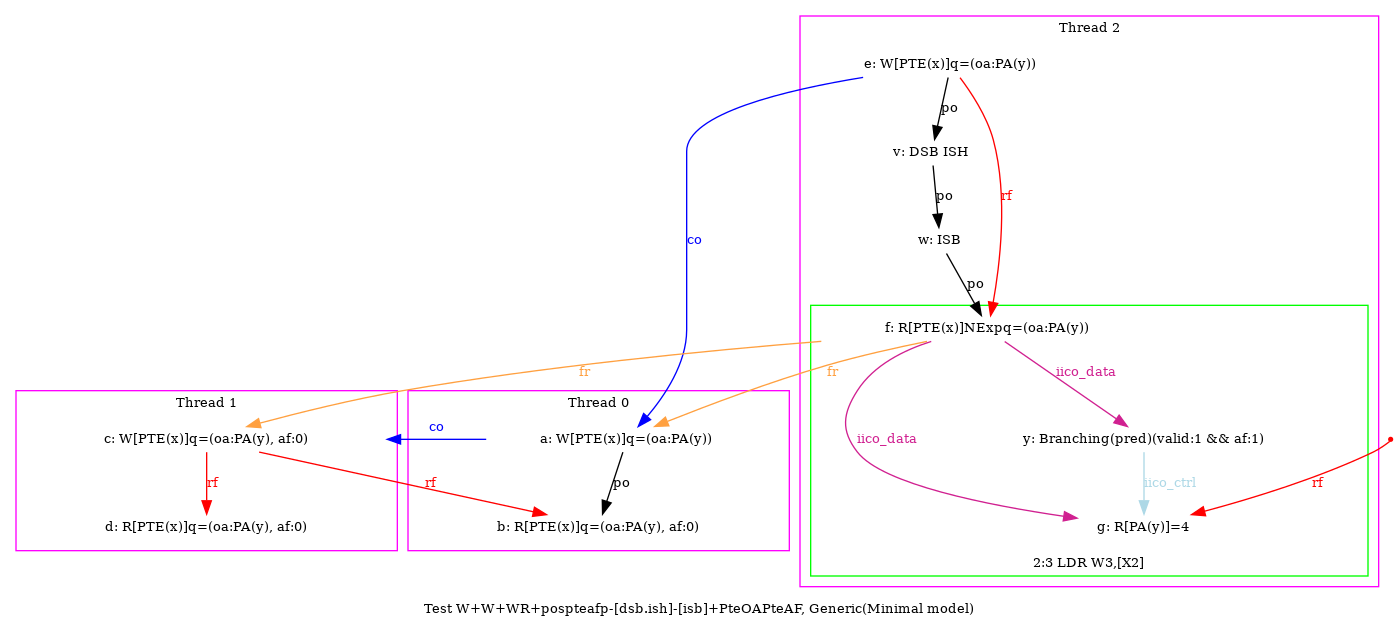 Thread 2
e: W[PTE(x)]q=(oa:PA(y))
po
v: DSB ISH
po
rf
w: ISB
co
po
f: R[PTE(x)]NExpq=(oa:PA(y))
fr
fr
iico_data
Thread 1
Thread 0
co
c: W[PTE(x)]q=(oa:PA(y), af:0)
a: W[PTE(x)]q=(oa:PA(y))
iico_data
y: Branching(pred)(valid:1 && af:1)
rf
rf
po
iico_ctrl
rf
d: R[PTE(x)]q=(oa:PA(y), af:0)
b: R[PTE(x)]q=(oa:PA(y), af:0)
g: R[PA(y)]=4
2:3 LDR W3,[X2]
Test W+W+WR+pospteafp-[dsb.ish]-[isb]+PteOAPteAF, Generic(Minimal model)